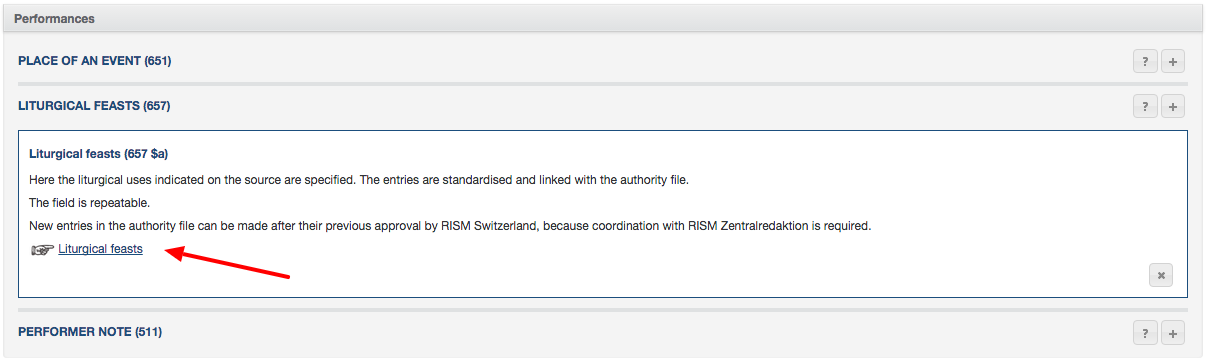 Performances
PLACE OF AN EVENT (651)
? +
LITURGICAL FEASTS (657)
? +
Liturgical feasts (657 $a)
Here the liturgical uses indicated on the source are specified. The entries are standardised and linked with the authority file.
The field is repeatable.
New entries in the authority file can be made after their previous approval by RISM Switzerland, because coordination with RISM Zentralredaktion is required.
Liturgical feasts
PERFORMER NOTE (511)
? +